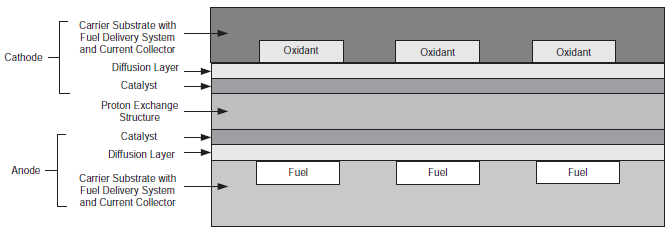 Carrier Substrate with
Fuel Delivery System
and Current Collector
Cathode
Oxidant
Oxidant
Oxidant
Diffusion Layer
Catalyst
Proton Exchange
Structure
Catalyst
Diffusion Layer
Anode
Fuel
Fuel
Fuel
Carrier Substrate with
Fuel Delivery System
and Current Collector